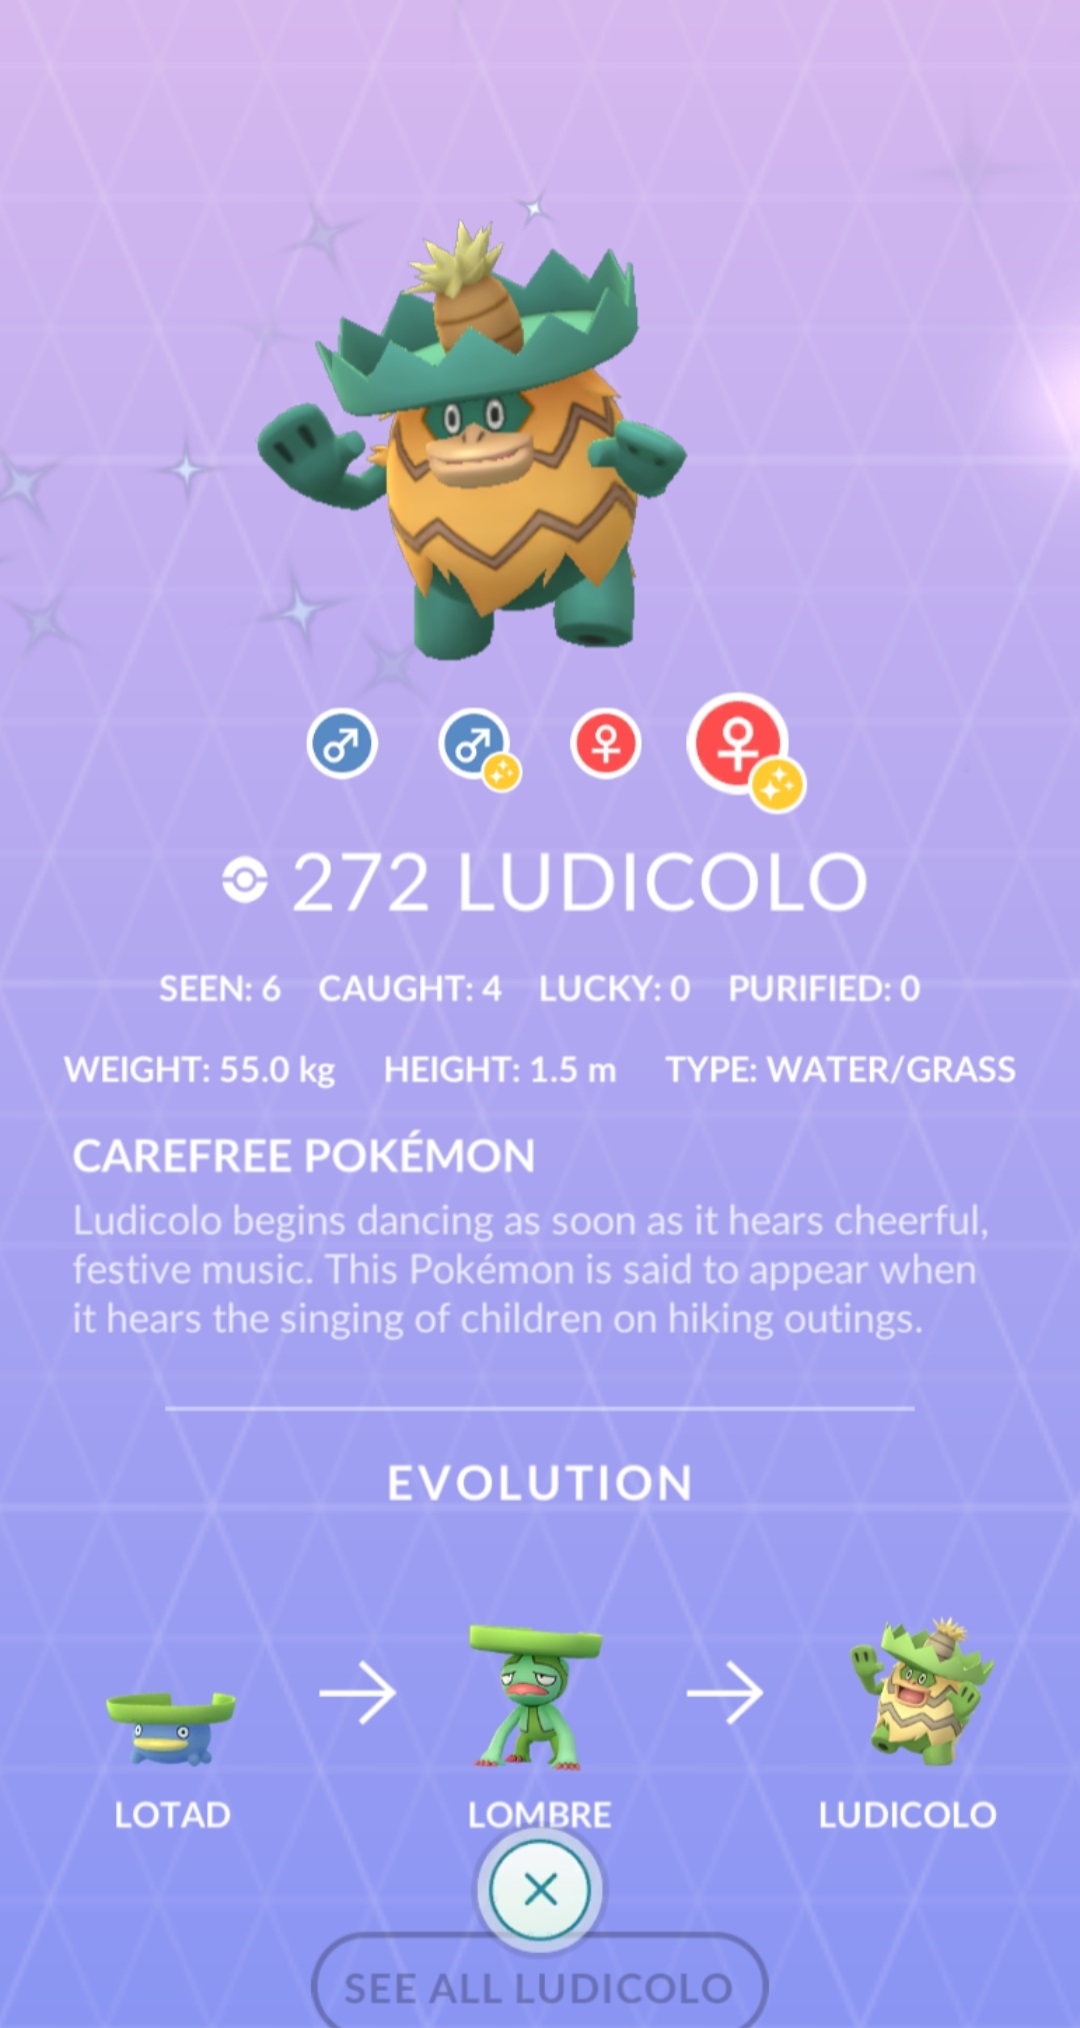 272 LUDICOLO
SEEN: 6 CAUGHT: 4 LUCKY: 0 PURIFIED: 0
WEIGHT: 55.0 kg HEIGHT: 1.5 m TYPE: WATER/GRASS
CAREFREE POKÉMON
Ludicolo begins dancing as soon as it hears cheerful,
festive music. This Pokémon is said to appear when
it hears the singing of children on hiking outings.
EVOLUTION
LOTAD LOMBRE LUDICOLO
SEE ALL LUDICOLO